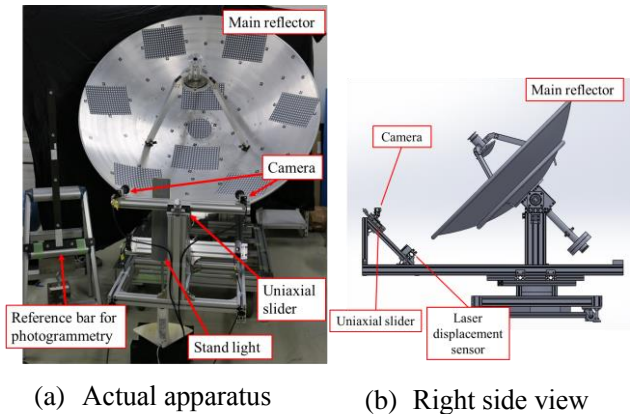 Main reflector
Camera
Uniaxial
slider
Reference bar for
photogrammetry
Stand light
(a) Actual apparatus
Main reflector
Camera
Uniaxial slider
Laser
displacement
sensor
(b) Right side view